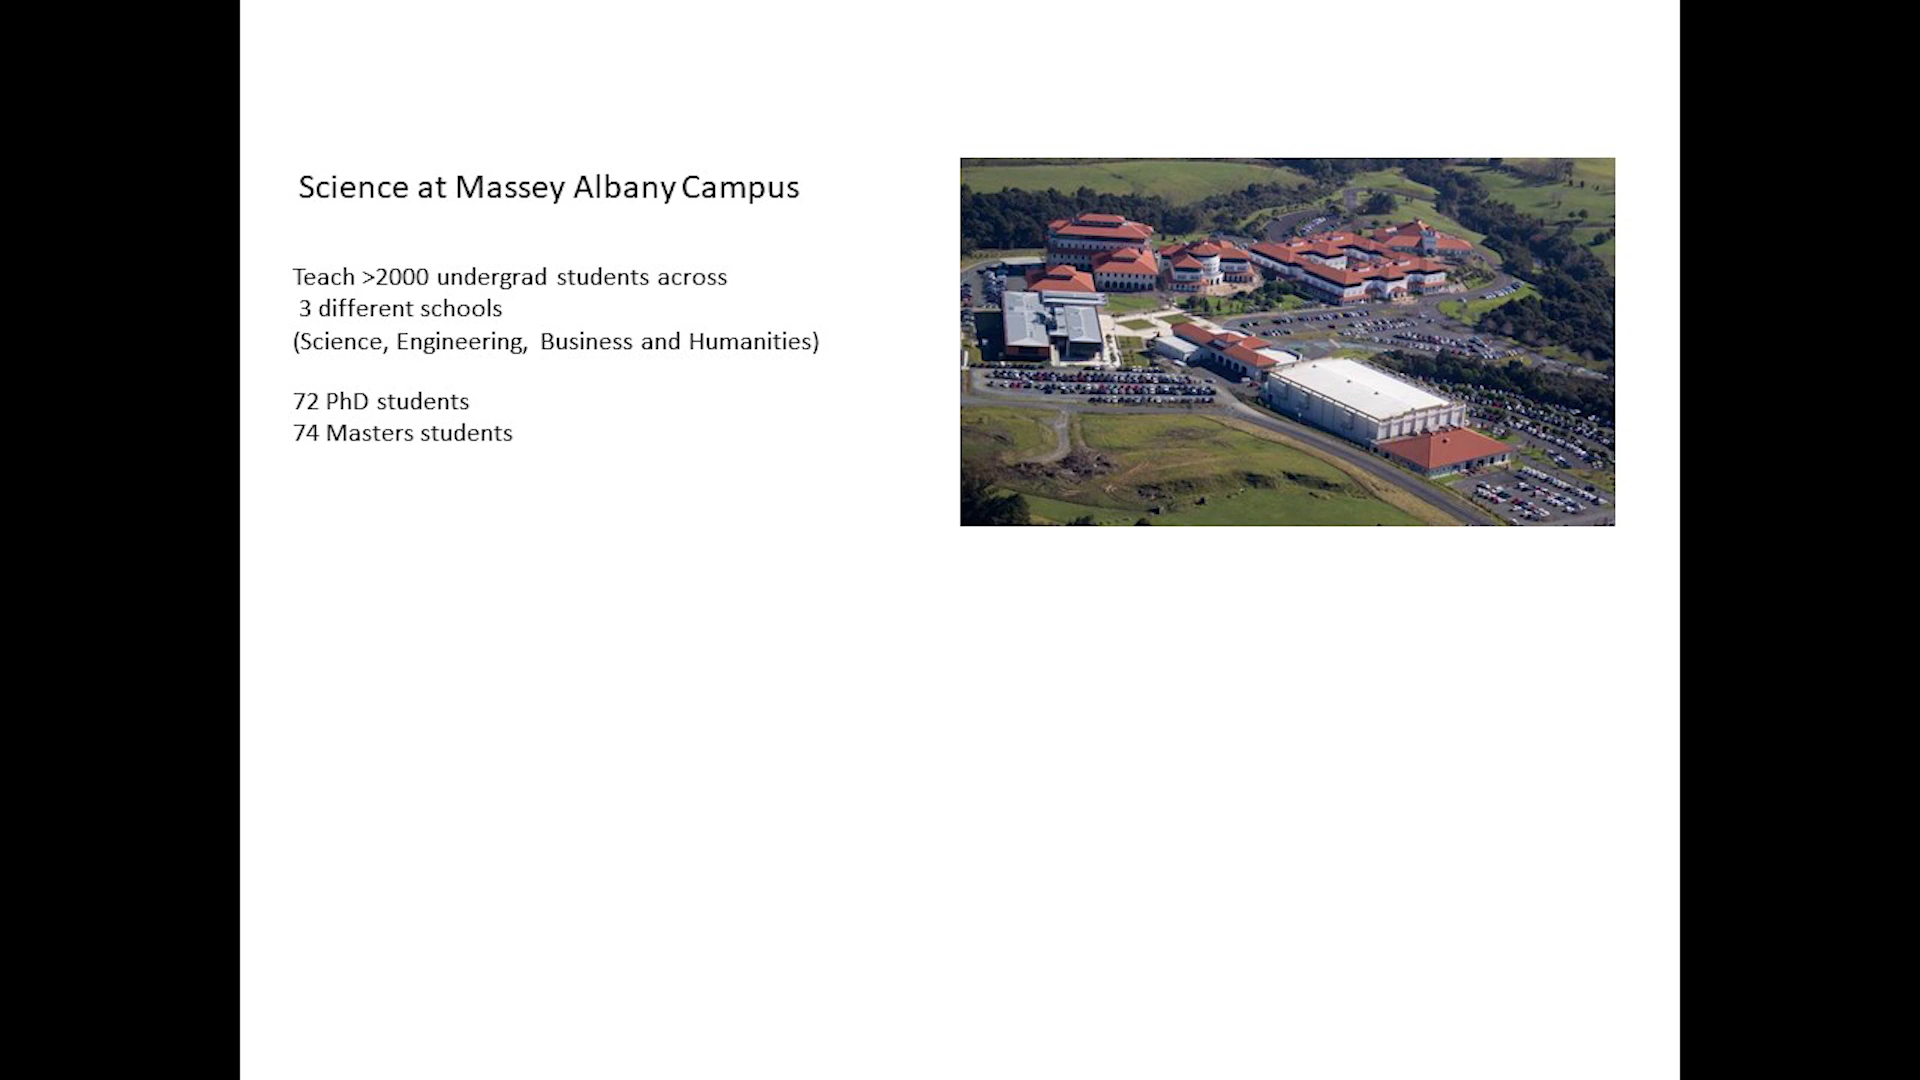 Science at Massey Albany Campus
Teach >2000 undergrad students across
3 different schools
(Science, Engineering, Business and Humanities)
72 PhD students
74 Masters students